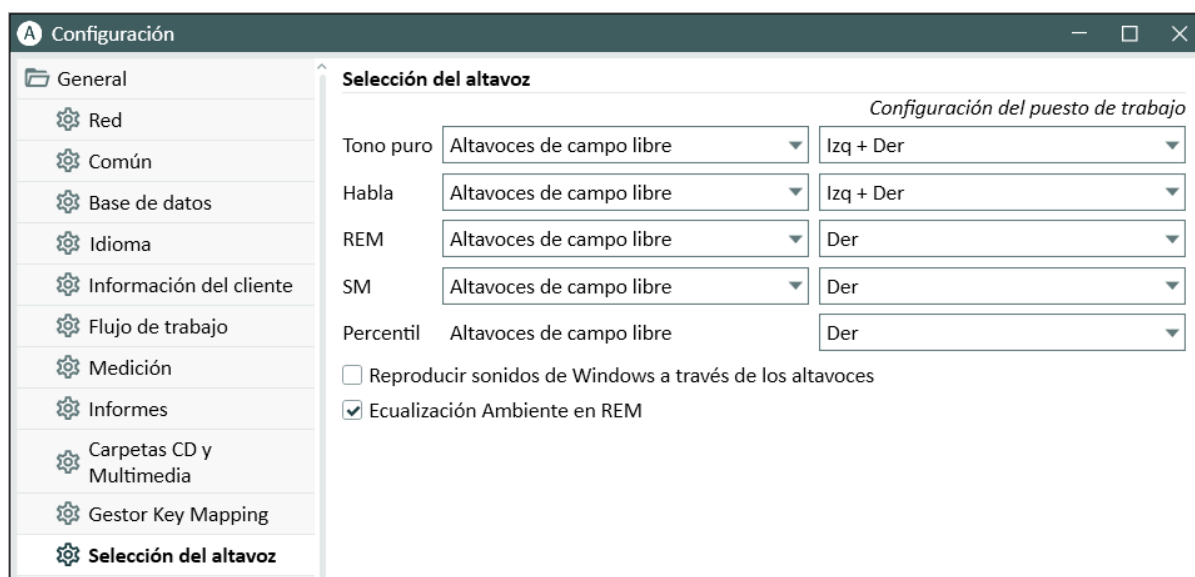 A Configuración
General
Red
Común
Base de datos
Idioma
Información del cliente
Flujo de trabajo
Medición
Informes
Carpetas CD y
Multimedia
Gestor Key Mapping
Selección del altavoz
Selección del altavoz
Configuración del puesto de trabajo
Tono puro Altavoces de campo libre Izq + Der
Habla Altavoces de campo libre Izq + Der
REM Altavoces de campo libre Der
SM Altavoces de campo libre Der
Percentil Altavoces de campo libre Der
Reproducir sonidos de Windows a través de los altavoces
Ecualización Ambiente en REM